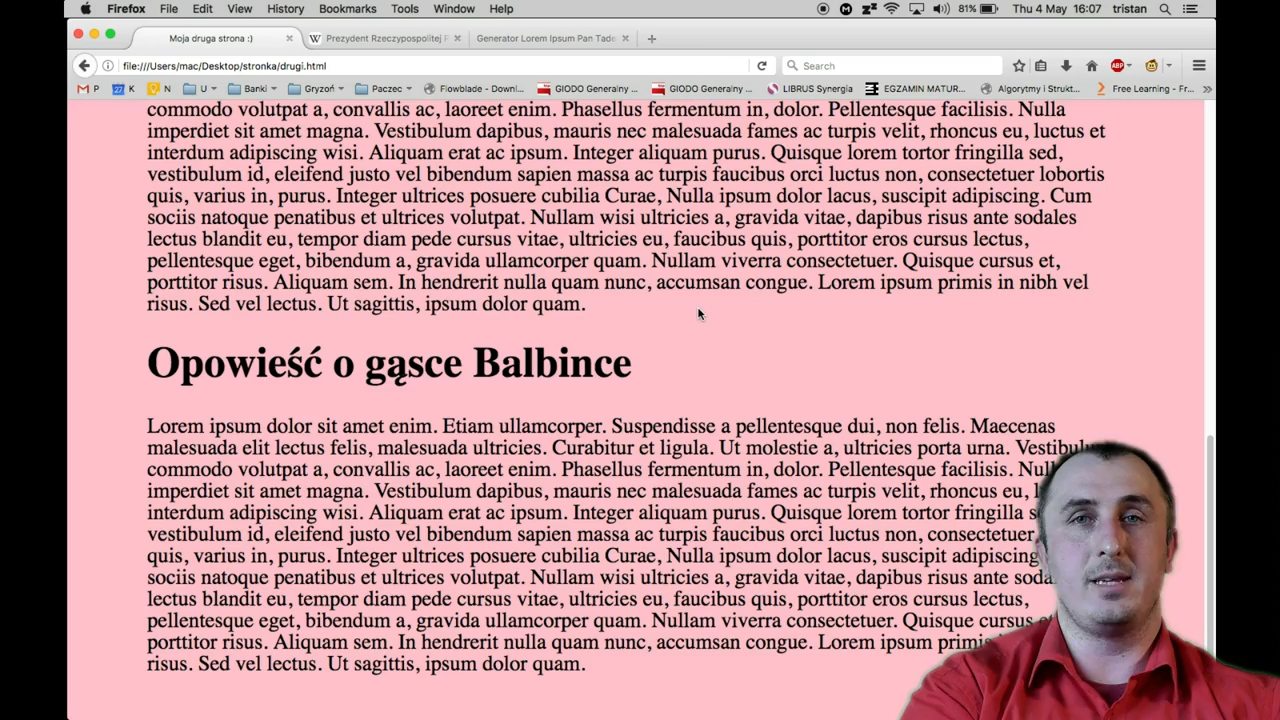 Firefox File Edit View History Bookmarks Tools Window Help 81% Thu 4 May 16:07 tristan
Moja druga strona :) Prezydent Rzeczypospolitej F Generator Lorem Ipsum Pan Tade
file:///Users/mac/Desktop/stronka/drugi.html Search
P K N U Banki Gryzoń Paczec Flowblade - Downl... GIODO Generalny ... GIODO Generalny ... LIBRUS Synergia EGZAMIN MATUR... Algorytmy i Strukt... Free Learning - Fr...
commodo volutpat a, convallis ac, laoreet enim. Phasellus fermentum in, dolor. Pellentesque facilisis. Nulla
imperdiet sit amet magna. Vestibulum dapibus, mauris nec malesuada fames ac turpis velit, rhoncus eu, luctus et
interdum adipiscing wisi. Aliquam erat ac ipsum. Integer aliquam purus. Quisque lorem tortor fringilla sed,
vestibulum id, eleifend justo vel bibendum sapien massa ac turpis faucibus orci luctus non, consectetuer lobortis
quis, varius in, purus. Integer ultrices posuere cubilia Curae, Nulla ipsum dolor lacus, suscipit adipiscing. Cum
sociis natoque penatibus et ultrices volutpat. Nullam wisi ultricies a, gravida vitae, dapibus risus ante sodales
lectus blandit eu, tempor diam pede cursus vitae, ultricies eu, faucibus quis, porttitor eros cursus lectus,
pellentesque eget, bibendum a, gravida ullamcorper quam. Nullam viverra consectetuer. Quisque cursus et,
porttitor risus. Aliquam sem. In hendrerit nulla quam nunc, accumsan congue. Lorem ipsum primis in nibh vel
risus. Sed vel lectus. Ut sagittis, ipsum dolor quam.
Opowieść o gąsce Balbince
Lorem ipsum dolor sit amet enim. Etiam ullamcorper. Suspendisse a pellentesque dui, non felis. Maecenas
malesuada elit lectus felis, malesuada ultricies. Curabitur et ligula. Ut molestie a, ultricies porta urna.
commodo volutpat a, convallis ac, laoreet enim. Phasellus fermentum in, dolor. Pellentesque facilisis.
imperdiet sit amet magna. Vestibulum dapibus, mauris nec malesuada fames ac turpis velit, rhoncus eu,
interdum adipiscing wisi. Aliquam erat ac ipsum. Integer aliquam purus. Quisque lorem tortor fringilla
vestibulum id, eleifend justo vel bibendum sapien massa ac turpis faucibus orci luctus non, consectetuer
quis, varius in, purus. Integer ultrices posuere cubilia Curae, Nulla ipsum dolor lacus, suscipit adipiscing
sociis natoque penatibus et ultrices volutpat. Nullam wisi ultricies a, gravida vitae, dapibus risus ante
lectus blandit eu, tempor diam pede cursus vitae, ultricies eu, faucibus quis, porttitor eros cursus lectus,
pellentesque eget, bibendum a, gravida ullamcorper quam. Nullam viverra consectetuer. Quisque
porttitor risus. Aliquam sem. In hendrerit nulla quam nunc, accumsan congue. Lorem ipsum
risus. Sed vel lectus. Ut sagittis, ipsum dolor quam.